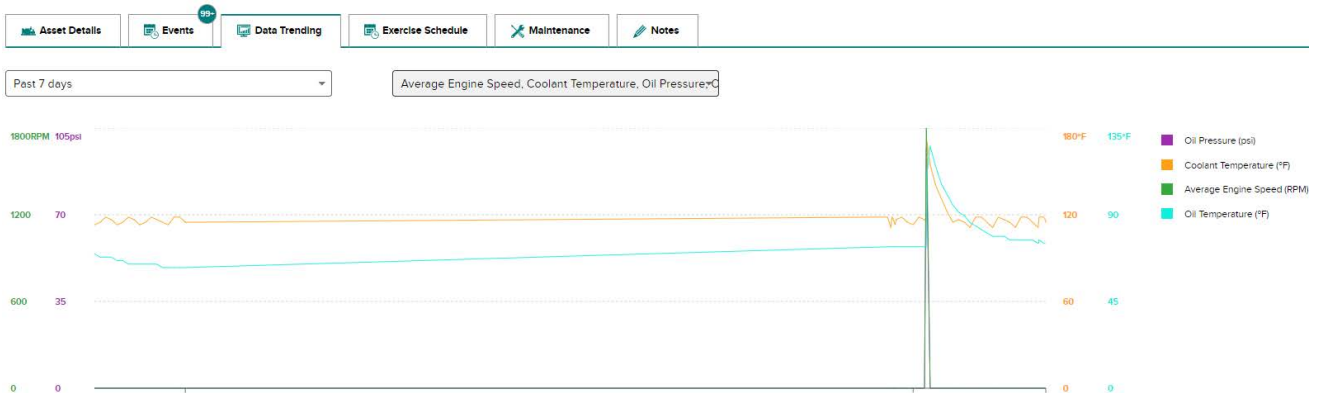 99+
Asset Details Events Data Trending Exercise Schedule Maintenance Notes
Past 7 days Average Engine Speed, Coolant Temperature, Oil Pressure, O
1800RPM 105psi 180°F 135°F Oil Pressure (psi)
Coolant Temperature (°F)
Average Engine Speed (RPM)
1200 70 120 90 Oil Temperature (°F)
600 35 60 45
0 0 0 0